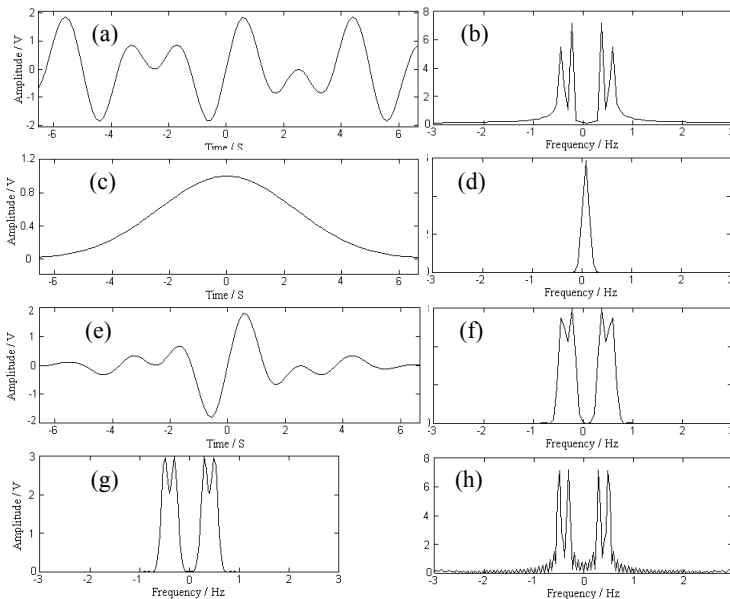 (a)
Amplitude / V
2
1
0
-1
-2
-6 -4 -2 0 2 4 6
Time / S
(b)
8
6
4
2
0
-3 -2 -1 0 1 2 3
Frequency / Hz
(c)
Amplitude / V
1.2
0.8
0.4
0
-6 -4 -2 0 2 4 6
Time / S
(d)
-3 -2 -1 0 1 2 3
Frequency / Hz
(e)
Amplitude / V
2
1
0
-1
-2
-6 -4 -2 0 2 4 6
Time / S
(f)
-3 -2 -1 0 1 2 3
Frequency / Hz
(g)
Amplitude / V
3
2
1
0
-3 -2 -1 0 1 2 3
Frequency / Hz
(h)
8
6
4
2
0
-3 -2 -1 0 1 2 3
Frequency / Hz